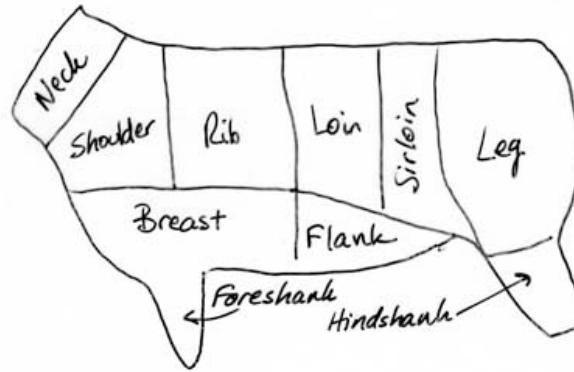 Neck
Shoulder
Rib
Loin
Sirloin
Leg
Breast
Flank
Foreshank
Hindshank